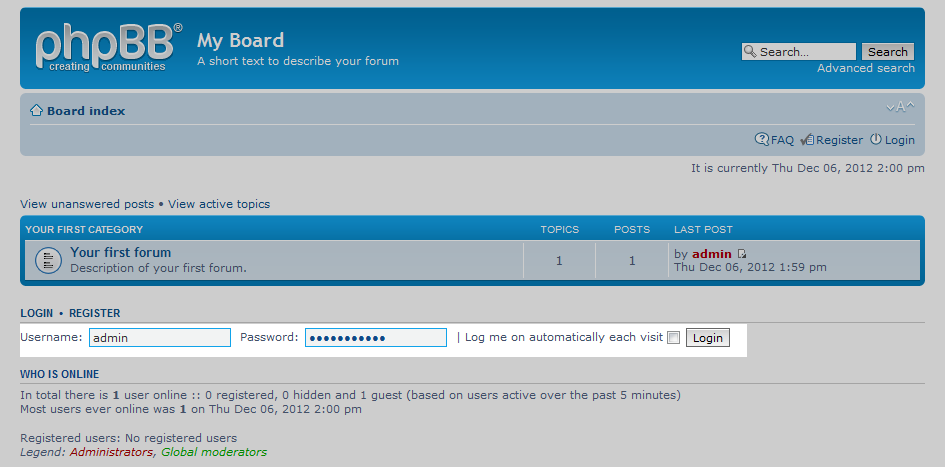 phpBB®
creating communities
My Board
A short text to describe your forum
Search... Search
Advanced search
Board index
A
FAQ Register Login
It is currently Thu Dec 06, 2012 2:00 pm
View unanswered posts • View active topics
YOUR FIRST CATEGORY TOPICS POSTS LAST POST
Your first forum
Description of your first forum.
1 1
by admin
Thu Dec 06, 2012 1:59 pm
LOGIN • REGISTER
Username: admin Password: ●●●●●●●●●●● | Log me on automatically each visit Login
WHO IS ONLINE
In total there is 1 user online :: 0 registered, 0 hidden and 1 guest (based on users active over the past 5 minutes)
Most users ever online was 1 on Thu Dec 06, 2012 2:00 pm
Registered users: No registered users
Legend: Administrators, Global moderators